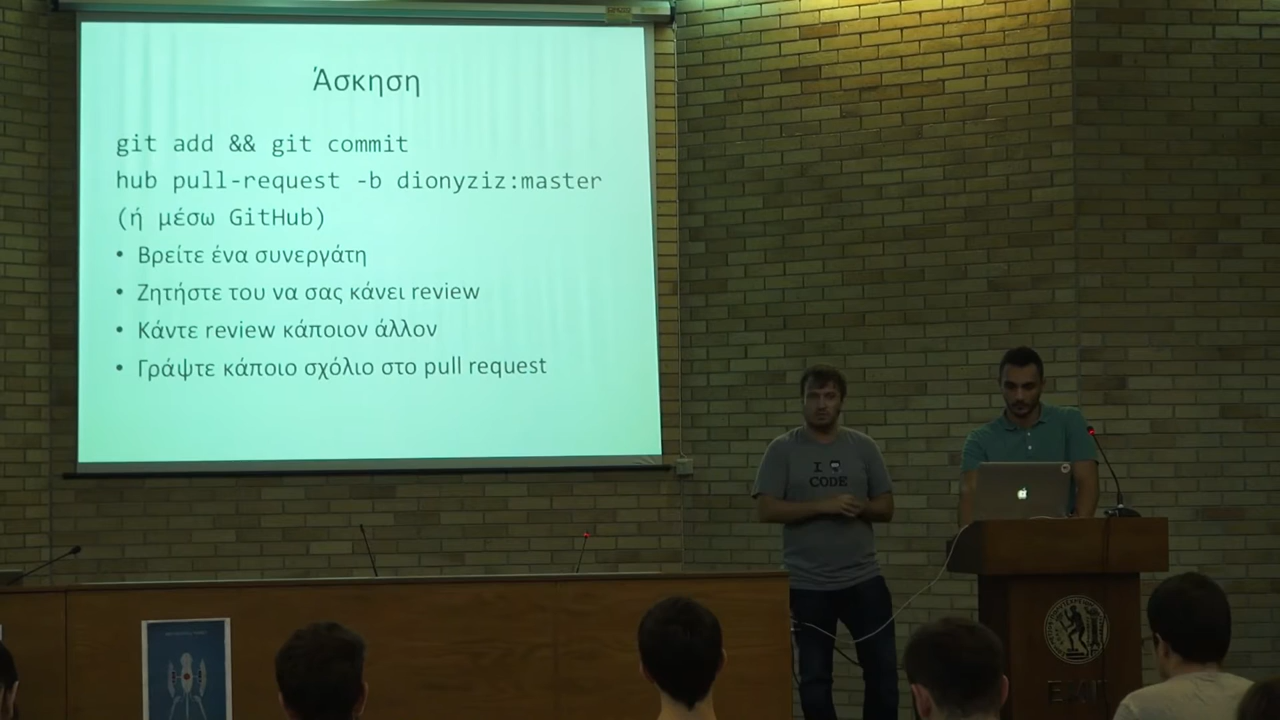 Άσκηση
git add && git commit
hub pull-request -b dionyziz:master
(ή μέσω GitHub)
• Βρείτε ένα συνεργάτη
• Ζητήστε του να σας κάνει review
• Κάντε review κάποιον άλλον
• Γράψτε κάποιο σχόλιο στο pull request
I
CODE